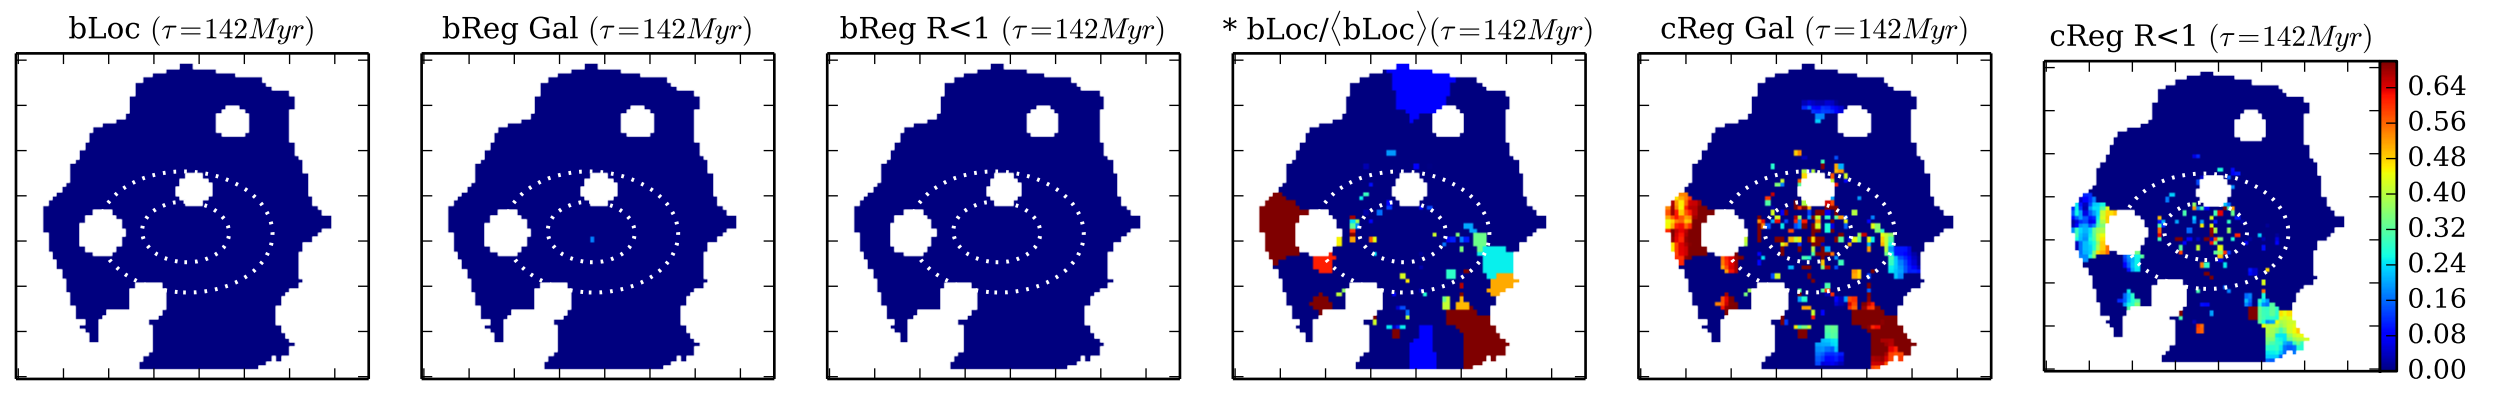 bLoc (τ=142Myr)
bReg Gal (τ=142Myr)
bReg R<1 (τ=142Myr)
* bLoc/⟨bLoc⟩(τ=142Myr)
cReg Gal (τ=142Myr)
cReg R<1 (τ=142Myr)
0.64
0.56
0.48
0.40
0.32
0.24
0.16
0.08
0.00